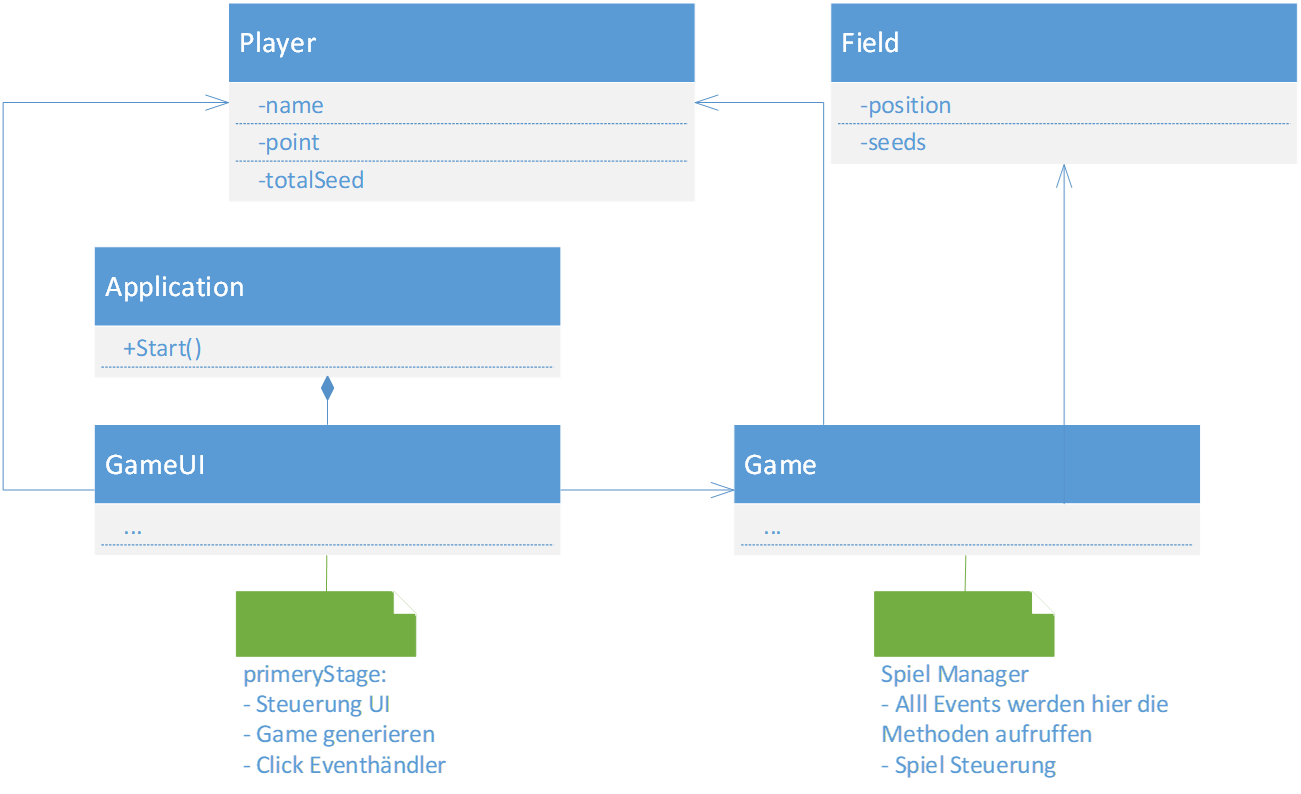 Player
-name
-point
-totalSeed
Field
-position
-seeds
Application
+Start()
GameUI
...
Game
...
primeryStage:
- Steuerung UI
- Game generieren
- Click Eventhändler
Spiel Manager
- Alll Events werden hier die
Methoden aufruffen
- Spiel Steuerung